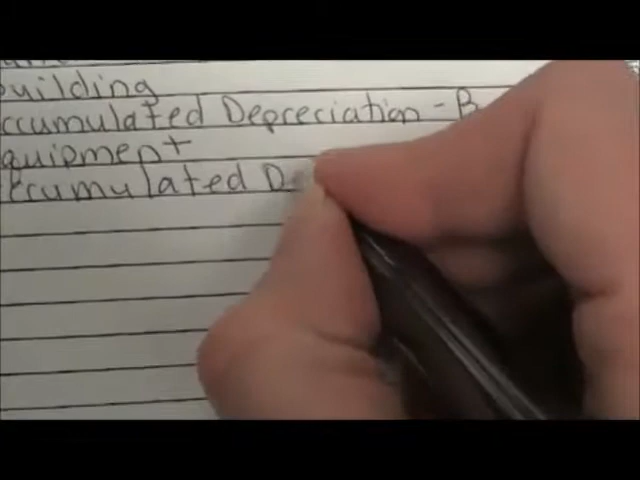 uilding
ccumulated Depreciation - B
quipment
ccumulated D